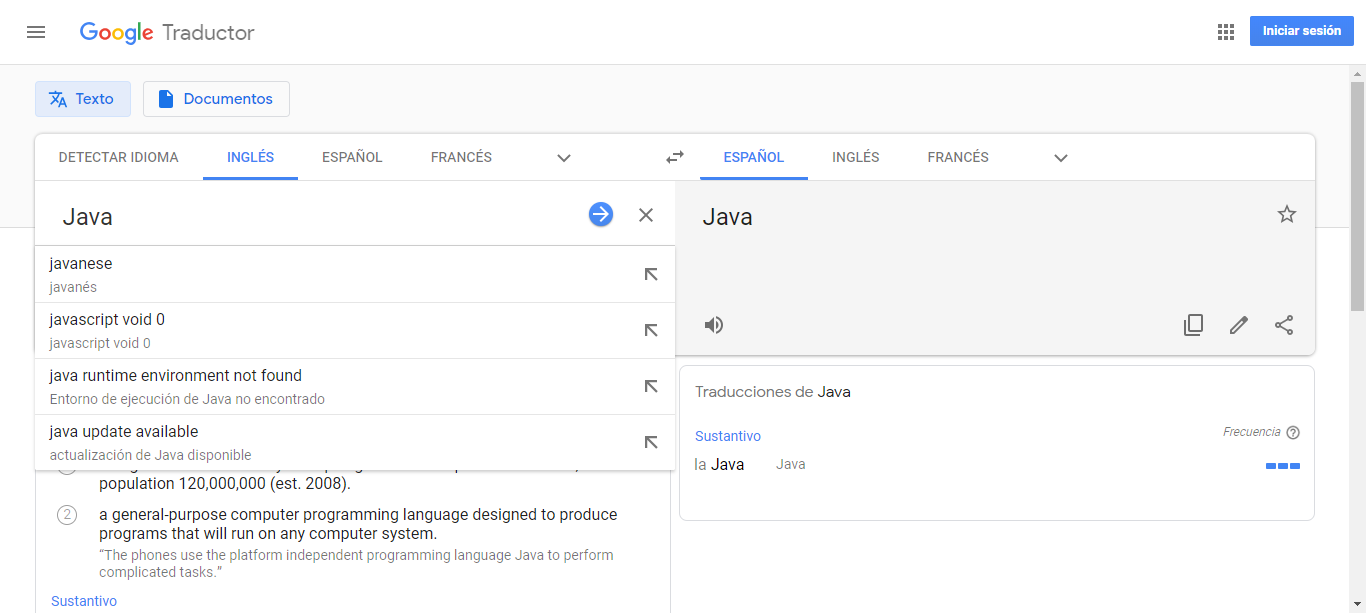 Google Traductor
Iniciar sesión
Texto
Documentos
DETECTAR IDIOMA INGLÉS ESPAÑOL FRANCÉS
ESPAÑOL INGLÉS FRANCÉS
Java
javanese
javanés
javascript void 0
javascript void 0
java runtime environment not found
Entorno de ejecución de Java no encontrado
java update available
actualización de Java disponible
population 120,000,000 (est. 2008).
2 a general-purpose computer programming language designed to produce
programs that will run on any computer system.
“The phones use the platform independent programming language Java to perform
complicated tasks.”
Sustantivo
Java
Traducciones de Java
Sustantivo
Frecuencia ?
la Java Java